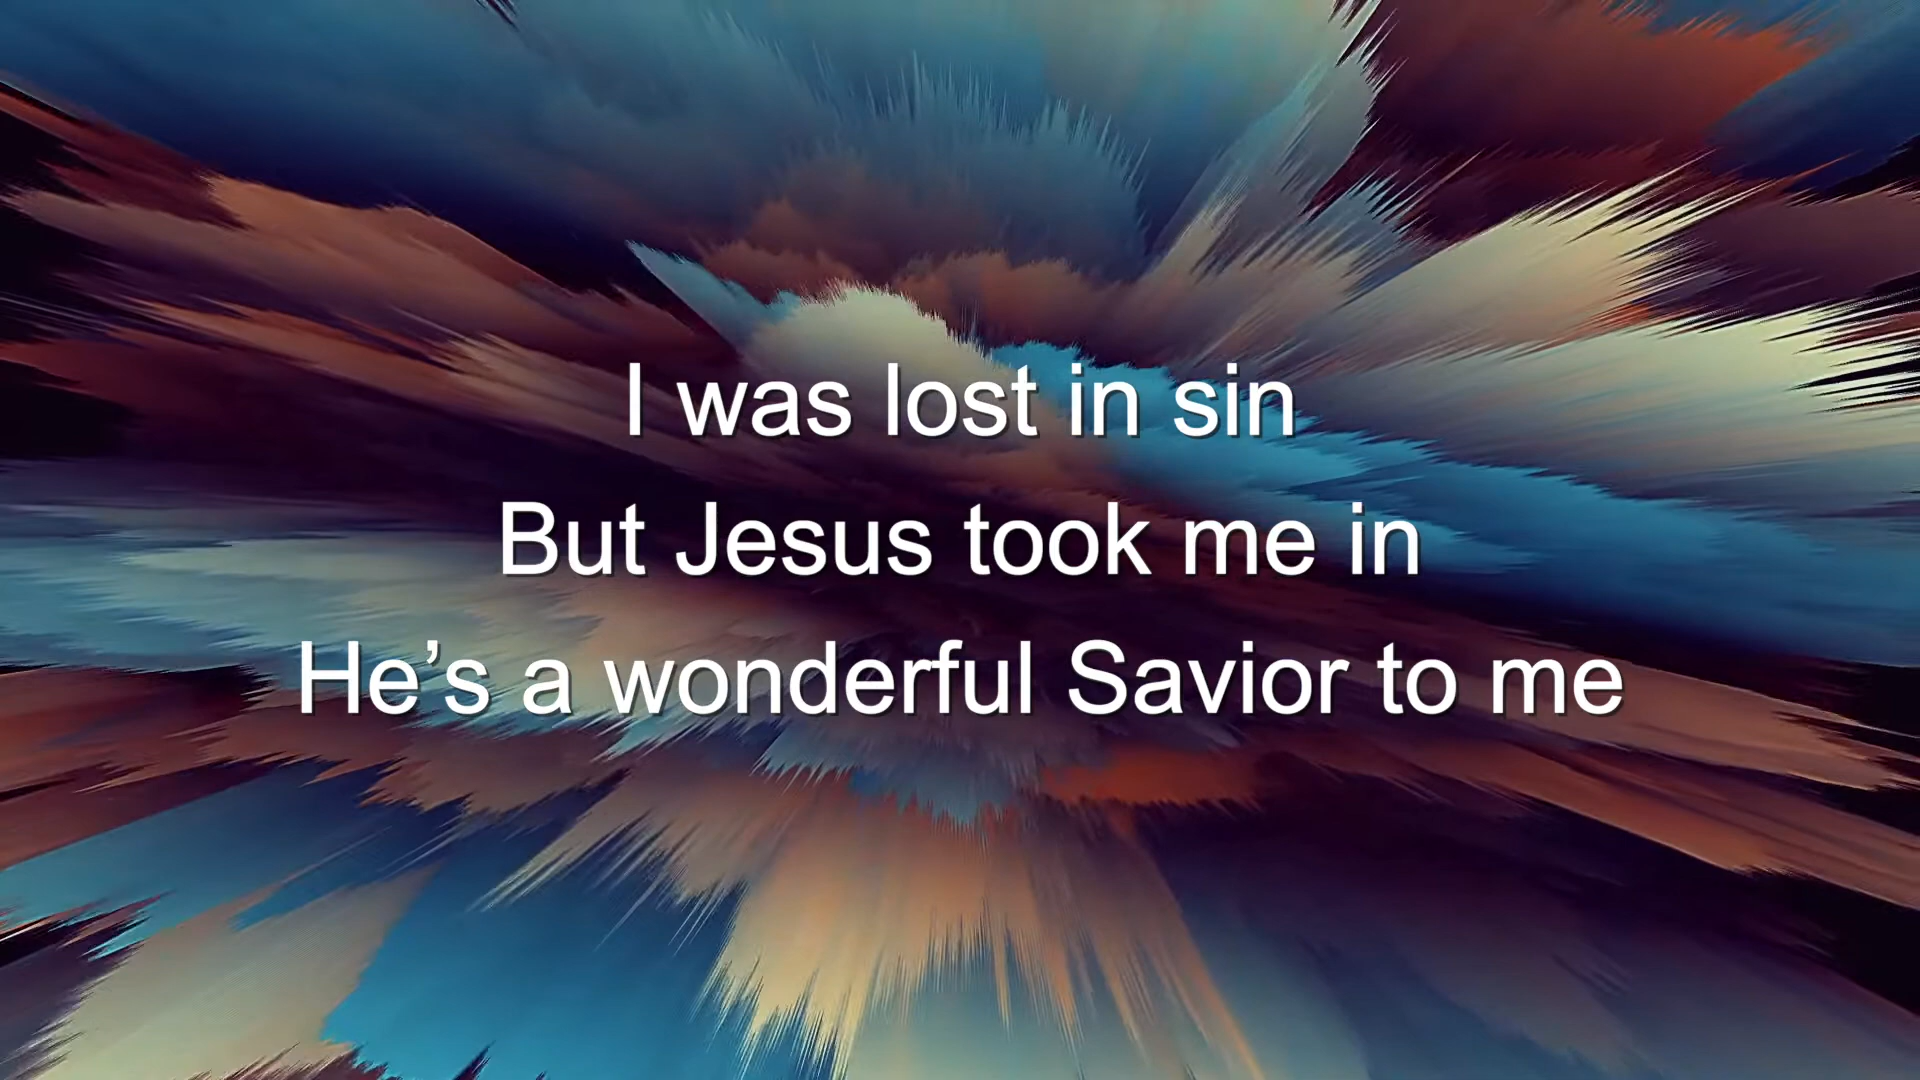 I was lost in sin
But Jesus took me in
He’s a wonderful Savior to me